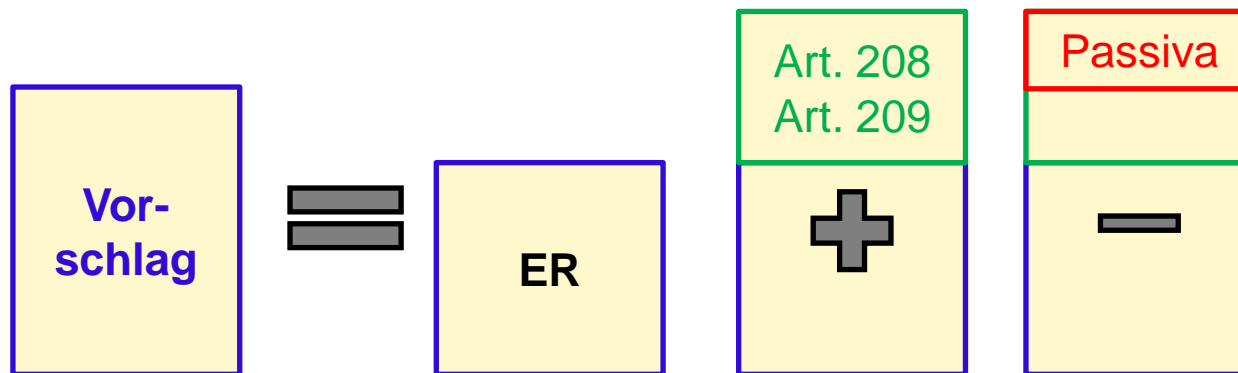 Vor-
schlag
ER
Art. 208
Art. 209
Passiva